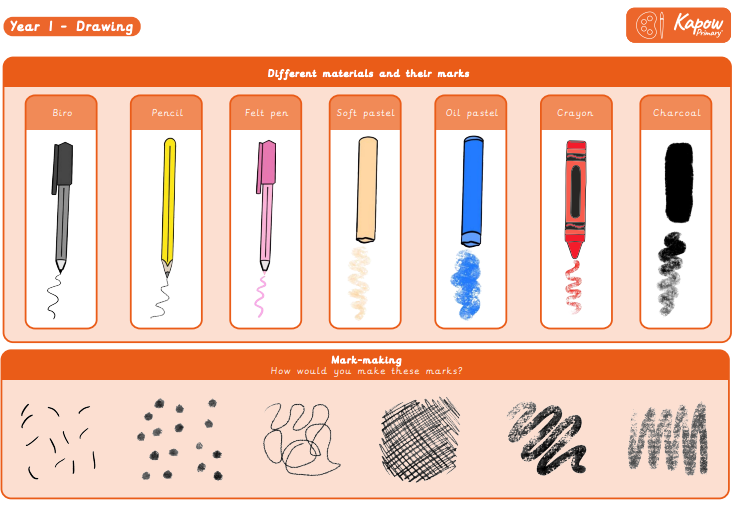 Year 1 - Drawing
Kapow
Primary
Different materials and their marks
Biro
Pencil
Felt pen
Soft pastel
Oil pastel
Crayon
Charcoal
Mark-making
How would you make these marks?